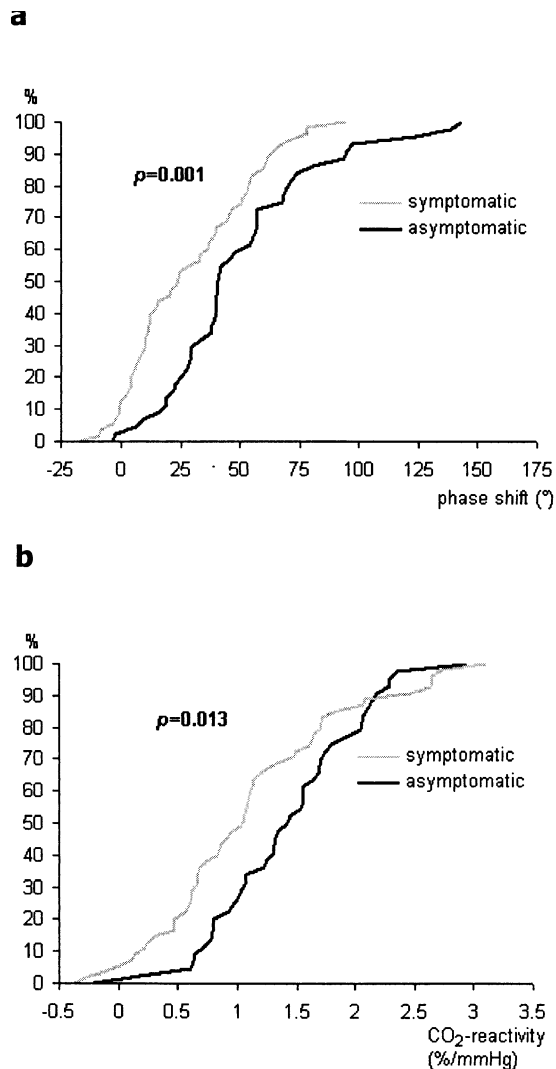 a
%
100
90
80
70
60
50
40
30
20
10
0
p=0.001
symptomatic
asymptomatic
-25 0 25 50 75 100 125 150 175
phase shift (°)
b
%
100
90
80
70
60
50
40
30
20
10
0
p=0.013
symptomatic
asymptomatic
-0.5 0 0.5 1 1.5 2 2.5 3 3.5
CO₂-reactivity
(%/mmHg)